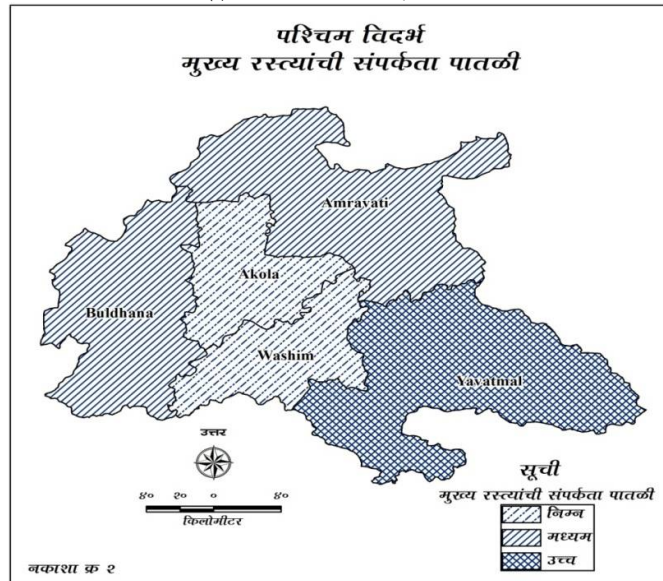 पश्चिम विदर्भ
मुख्य रस्त्यांची संपर्कता पातळी
Amravati
Akola
Buldhana
Washim
Yavatmal
उत्तर
४० २० ० ४०
किलोमीटर
सूची
मुख्य रस्त्यांची संपर्कता पातळी
निम्न
मध्यम
उच्च
नकाशा क्र २